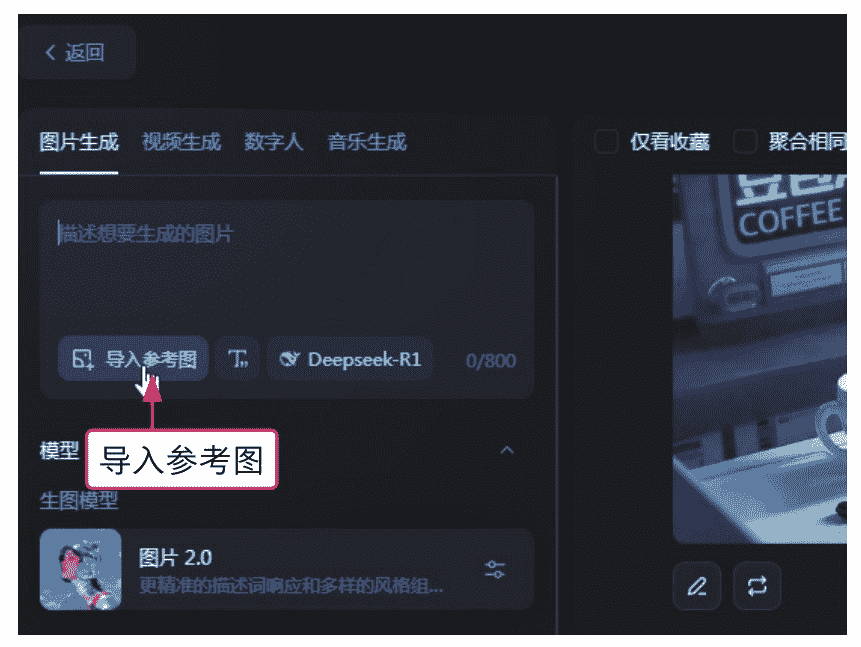 返回
图片生成 视频生成 数字人 音乐生成
仅看收藏 聚合相同
描述想要生成的图片
COFFEE
导入参考图 T Deepseek-R1 0/800
导入参考图
模型
生图模型
图片 2.0
更精准的描述词响应和多样的风格组...